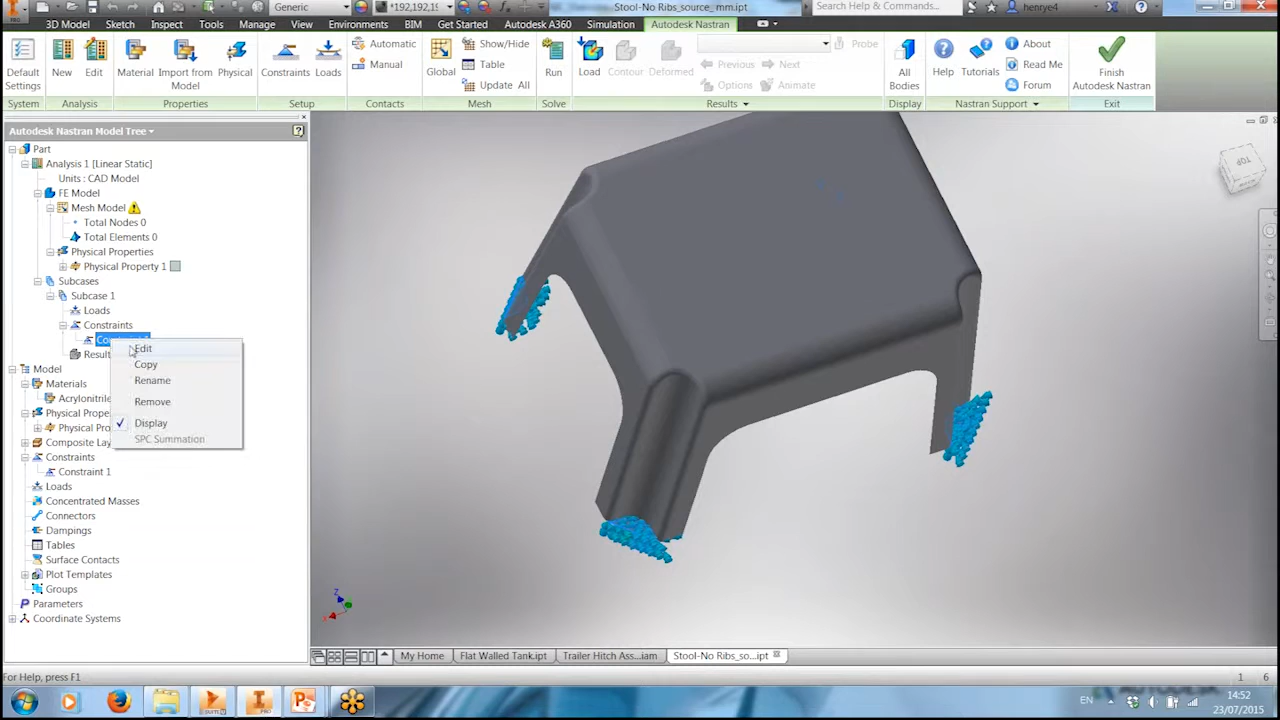 Generic
*192,192,19
Stool-No Ribs_source_ mm.ipt
Search Help & Commands...
henrye4
PRO
3D Model
Sketch
Inspect
Tools
Manage
View
Environments
BIM
Get Started
Autodesk A360
Simulation
Autodesk Nastran
Default Settings
New
Edit
Material
Import from Model
Physical
Constraints
Loads
Automatic
Manual
Global
Show/Hide
Table
Update All
Run
Load
Contour
Deformed
Probe
Previous
Next
Options
Animate
All Bodies
Help
Tutorials
About
Read Me
Forum
Finish Autodesk Nastran
System
Analysis
Properties
Setup
Contacts
Mesh
Solve
Results
Display
Nastran Support
Exit
Autodesk Nastran Model Tree
Part
Analysis 1 [Linear Static]
Units : CAD Model
FE Model
Mesh Model
Total Nodes 0
Total Elements 0
Physical Properties
Physical Property 1
Subcases
Subcase 1
Loads
Constraints
Edit
Copy
Rename
Remove
Display
SPC Summation
Model
Materials
Constraints
Constraint 1
Loads
Concentrated Masses
Connectors
Dampings
Tables
Surface Contacts
Plot Templates
Groups
Parameters
Coordinate Systems
TOP
Z
X
My Home
Flat Walled Tank.ipt
Trailer Hitch Ass...iam
Stool-No Ribs_so...ipt
For Help, press F1
1
6
EN
14:52
23/07/2015